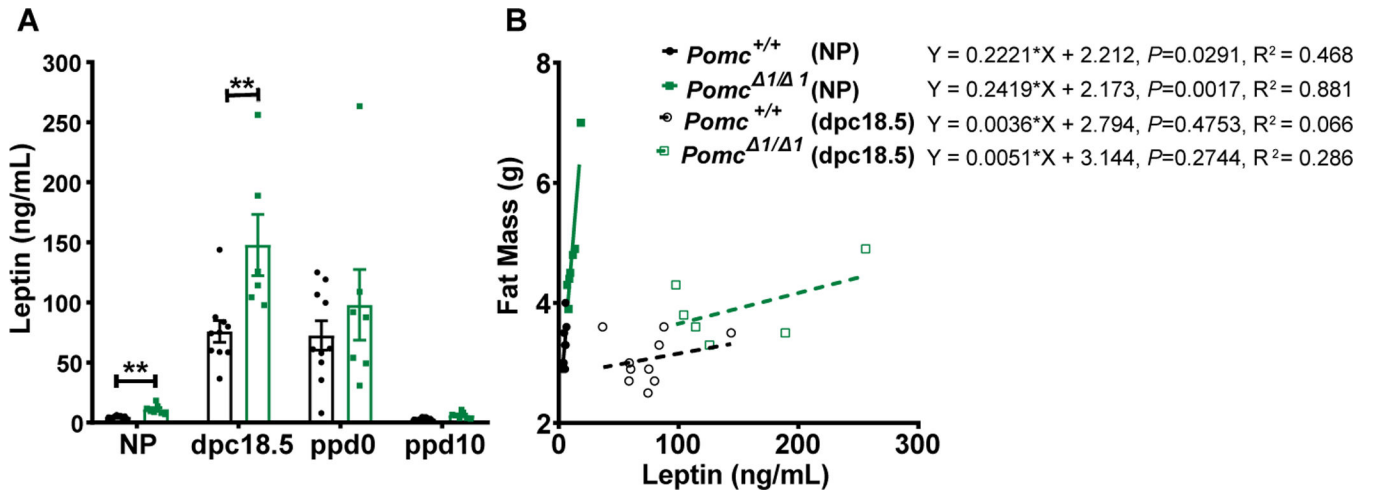 A
Leptin (ng/mL)
300
250
200
150
100
50
0
**
**
NP dpc18.5 ppd0 ppd10
B
Fat Mass (g)
8
6
4
2
0 100 200 300
Leptin (ng/mL)
Pomc+/+ (NP) Y = 0.2221*X + 2.212, P=0.0291, R² = 0.468
PomcΔ1/Δ1 (NP) Y = 0.2419*X + 2.173, P=0.0017, R² = 0.881
Pomc+/+ (dpc18.5) Y = 0.0036*X + 2.794, P=0.4753, R² = 0.066
PomcΔ1/Δ1 (dpc18.5) Y = 0.0051*X + 3.144, P=0.2744, R² = 0.286